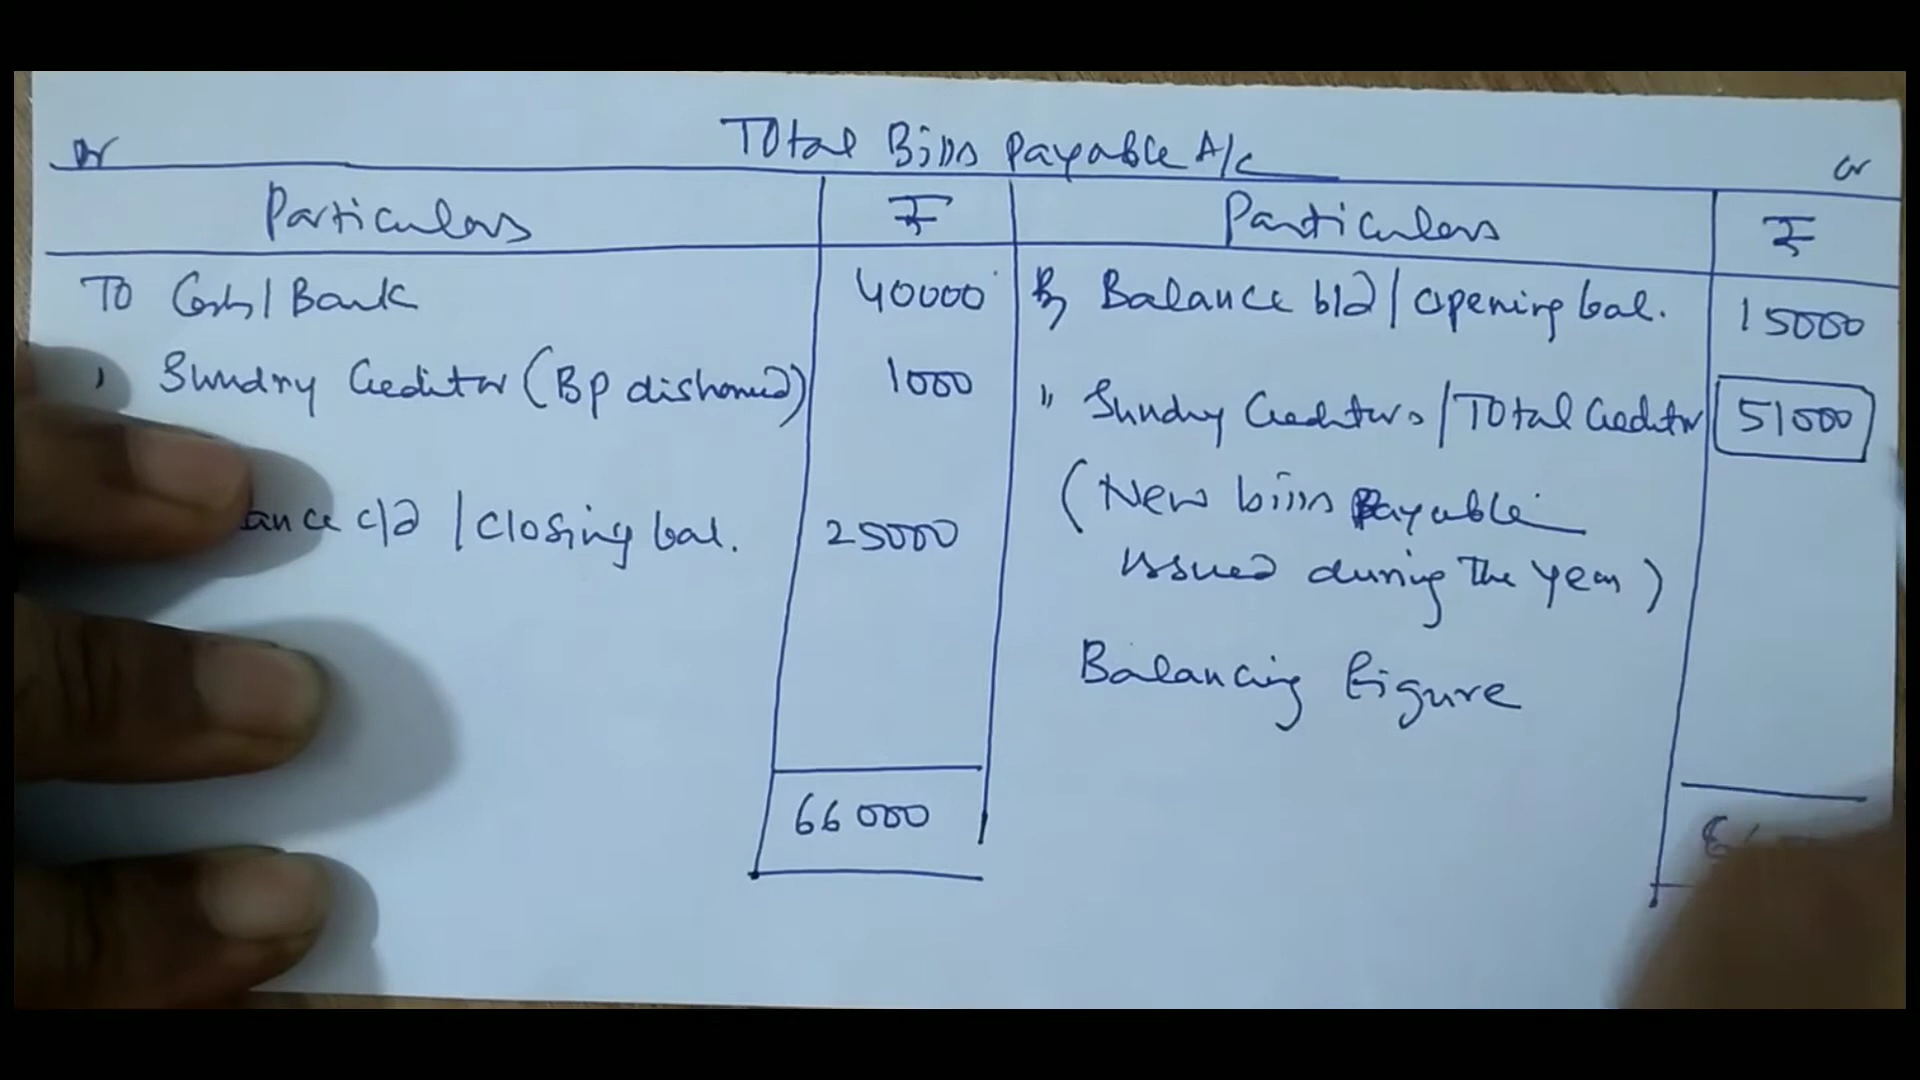 Total Bills Payable A/c
Dr
Cr
Particulars ₹ Particulars ₹
To Cash/Bank 40000 By Balance b/d / opening bal. 15000
" Sundry Creditor (BP dishonored) 1000 " Sundry Creditors / Total Creditor 51000
(New bills Payable
ance c/d / closing bal. 25000
issued during the year)
Balancing Figure
66000